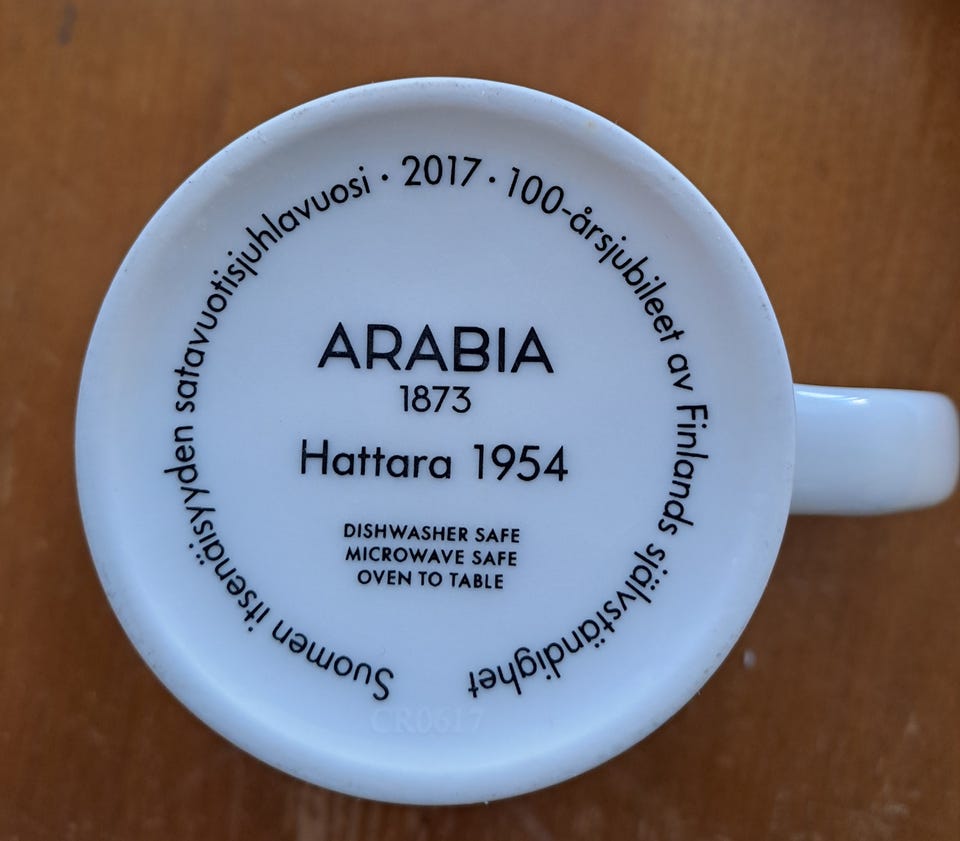 Suomen itsenäisyyden satavuotisjuhlavuosi · 2017 · 100-årsjubileet av Finlands självständighet
ARABIA
1873
Hattara 1954
DISHWASHER SAFE
MICROWAVE SAFE
OVEN TO TABLE
CR0617